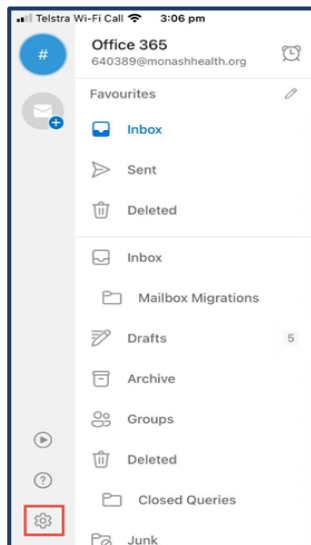 Telstra Wi-Fi Call 3:06 pm
#
Office 365
640389@monashhealth.org
Favourites
Inbox
Sent
Deleted
Inbox
Mailbox Migrations
Drafts 5
Archive
Groups
Deleted
?
Closed Queries
Junk